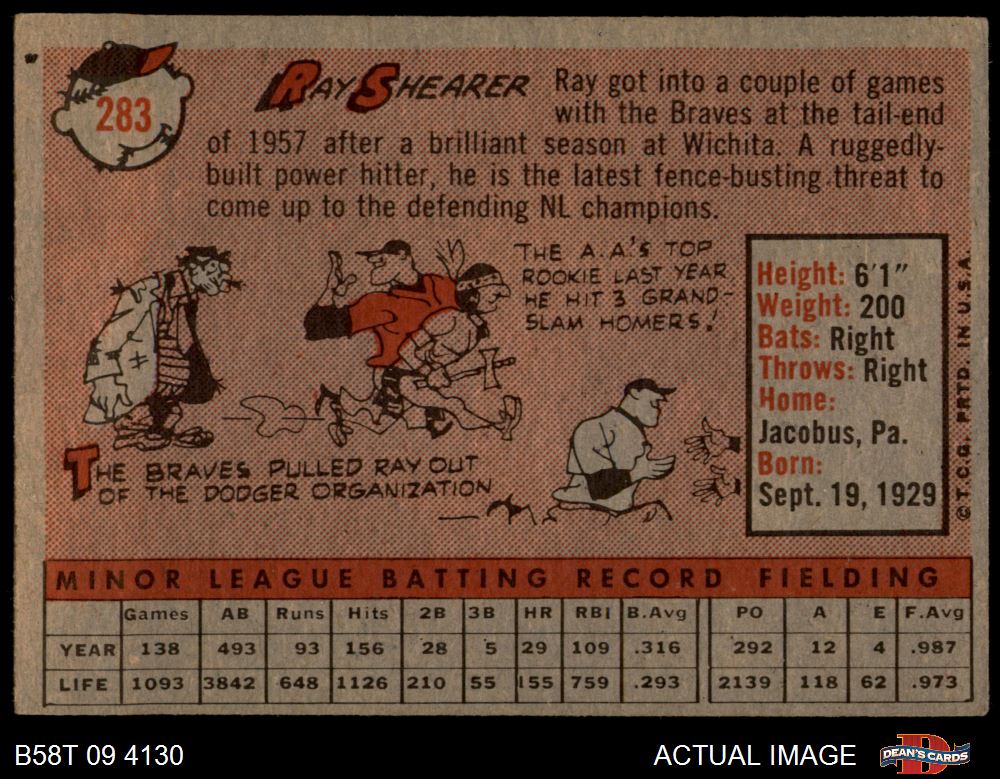 283
RAY SHEARER
Ray got into a couple of games
with the Braves at the tail-end
of 1957 after a brilliant season at Wichita. A ruggedly-
built power hitter, he is the latest fence-busting threat to
come up to the defending NL champions.
THE A.A.'S TOP
ROOKIE LAST YEAR.
HE HIT 3 GRAND-
SLAM HOMERS!
THE BRAVES PULLED RAY OUT
OF THE DODGER ORGANIZATION
Height: 6'1"
Weight: 200
Bats: Right
Throws: Right
Home:
Jacobus, Pa.
Born:
Sept. 19, 1929
© T.C.G. PRTD. IN U.S.A.
MINOR LEAGUE BATTING RECORD FIELDING
Games AB Runs Hits 2B 3B HR RBI B.Avg PO A E F.Avg
YEAR 138 493 93 156 28 5 29 109 .316 292 12 4 .987
LIFE 1093 3842 648 1126 210 55 155 759 .293 2139 118 62 .973
B58T 09 4130
ACTUAL IMAGE
DEAN'S CARDS